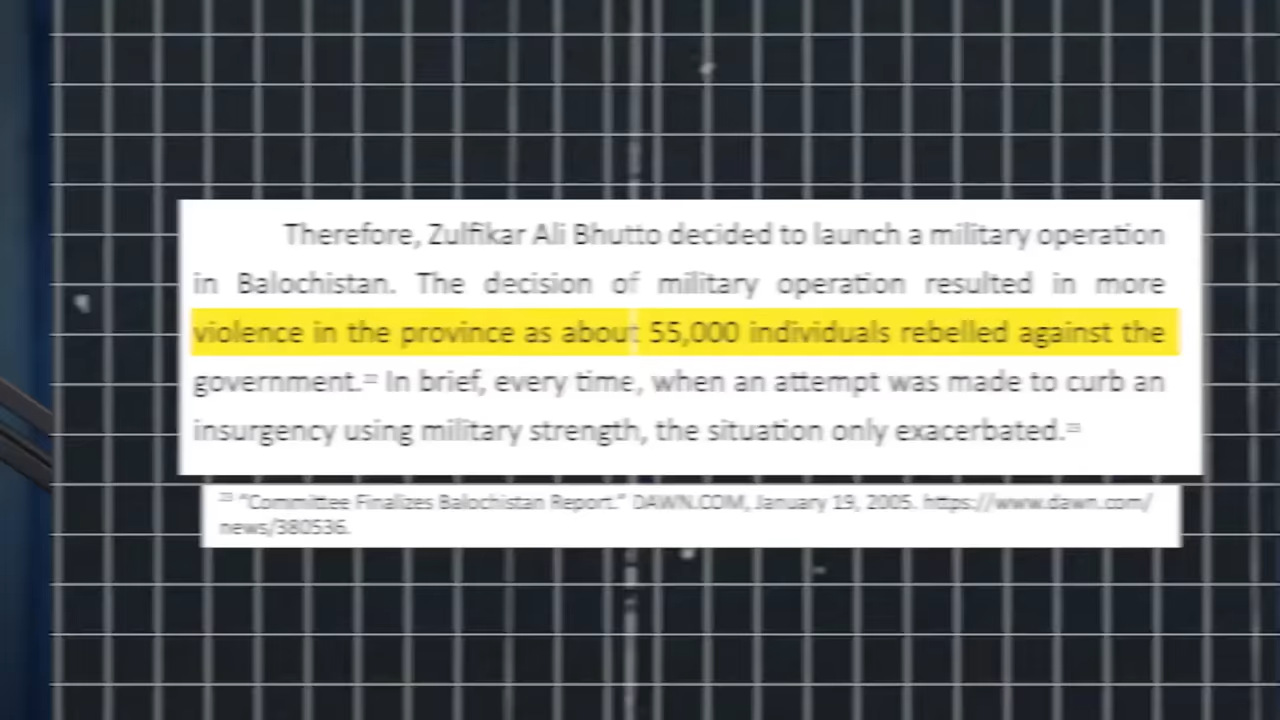 Therefore, Zulfikar Ali Bhutto decided to launch a military operation
in Balochistan. The decision of military operation resulted in more
violence in the province as about 55,000 individuals rebelled against the
government. In brief, every time, when an attempt was made to curb an
insurgency using military strength, the situation only exacerbated.
"Committee Finalizes Balochistan Report." DAWN.COM, January 19, 2005. https://www.dawn.com/
news/380536.